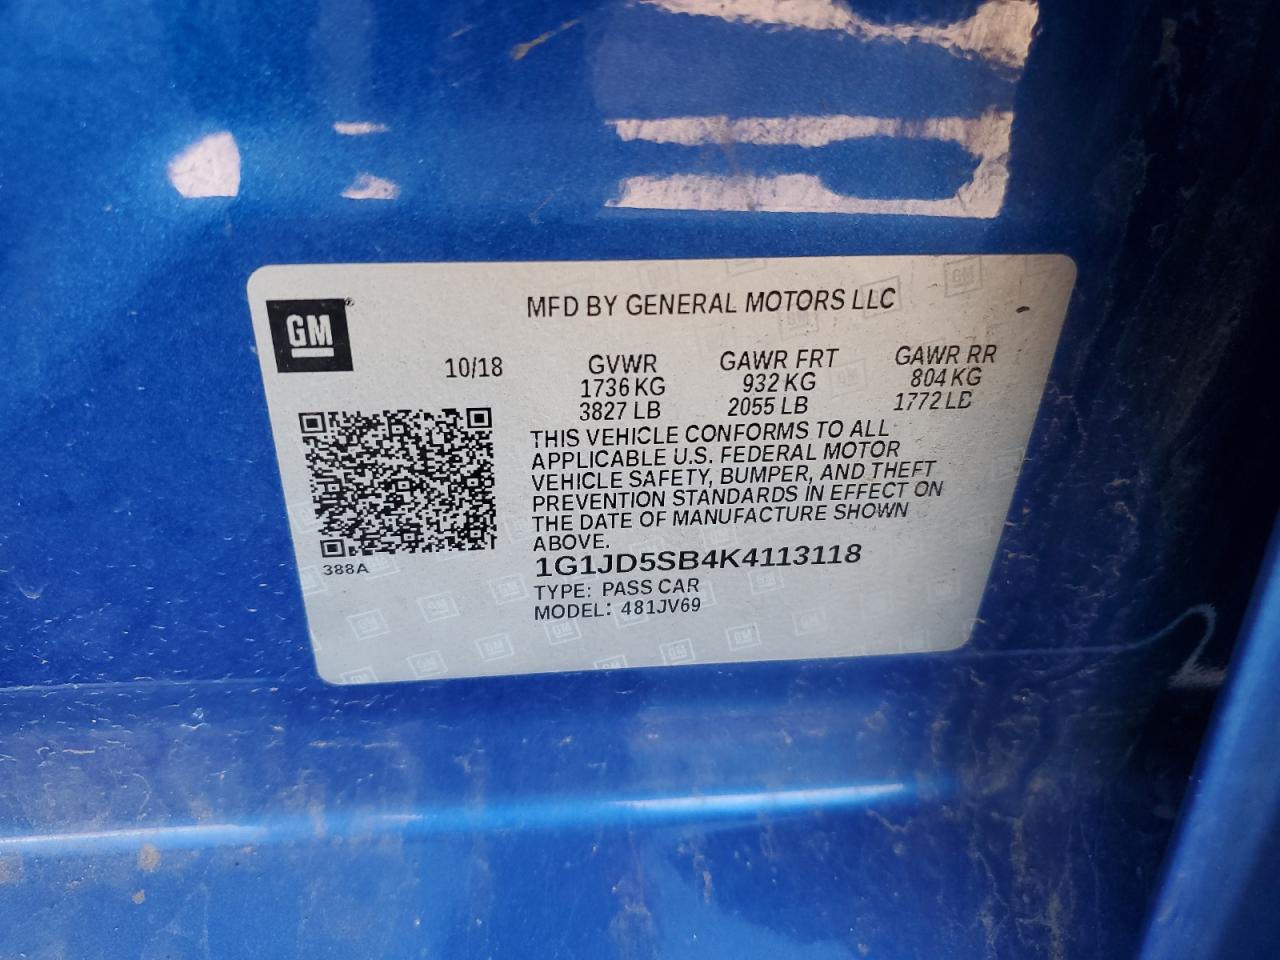 GM
MFD BY GENERAL MOTORS LLC
10/18 GVWR GAWR FRT GAWR RR
1736 KG 932 KG 804 KG
3827 LB 2055 LB 1772 LB
THIS VEHICLE CONFORMS TO ALL
APPLICABLE U.S. FEDERAL MOTOR
VEHICLE SAFETY, BUMPER, AND THEFT
PREVENTION STANDARDS IN EFFECT ON
THE DATE OF MANUFACTURE SHOWN
ABOVE.
388A
1G1JD5SB4K4113118
TYPE: PASS CAR
MODEL: 481JV69
2